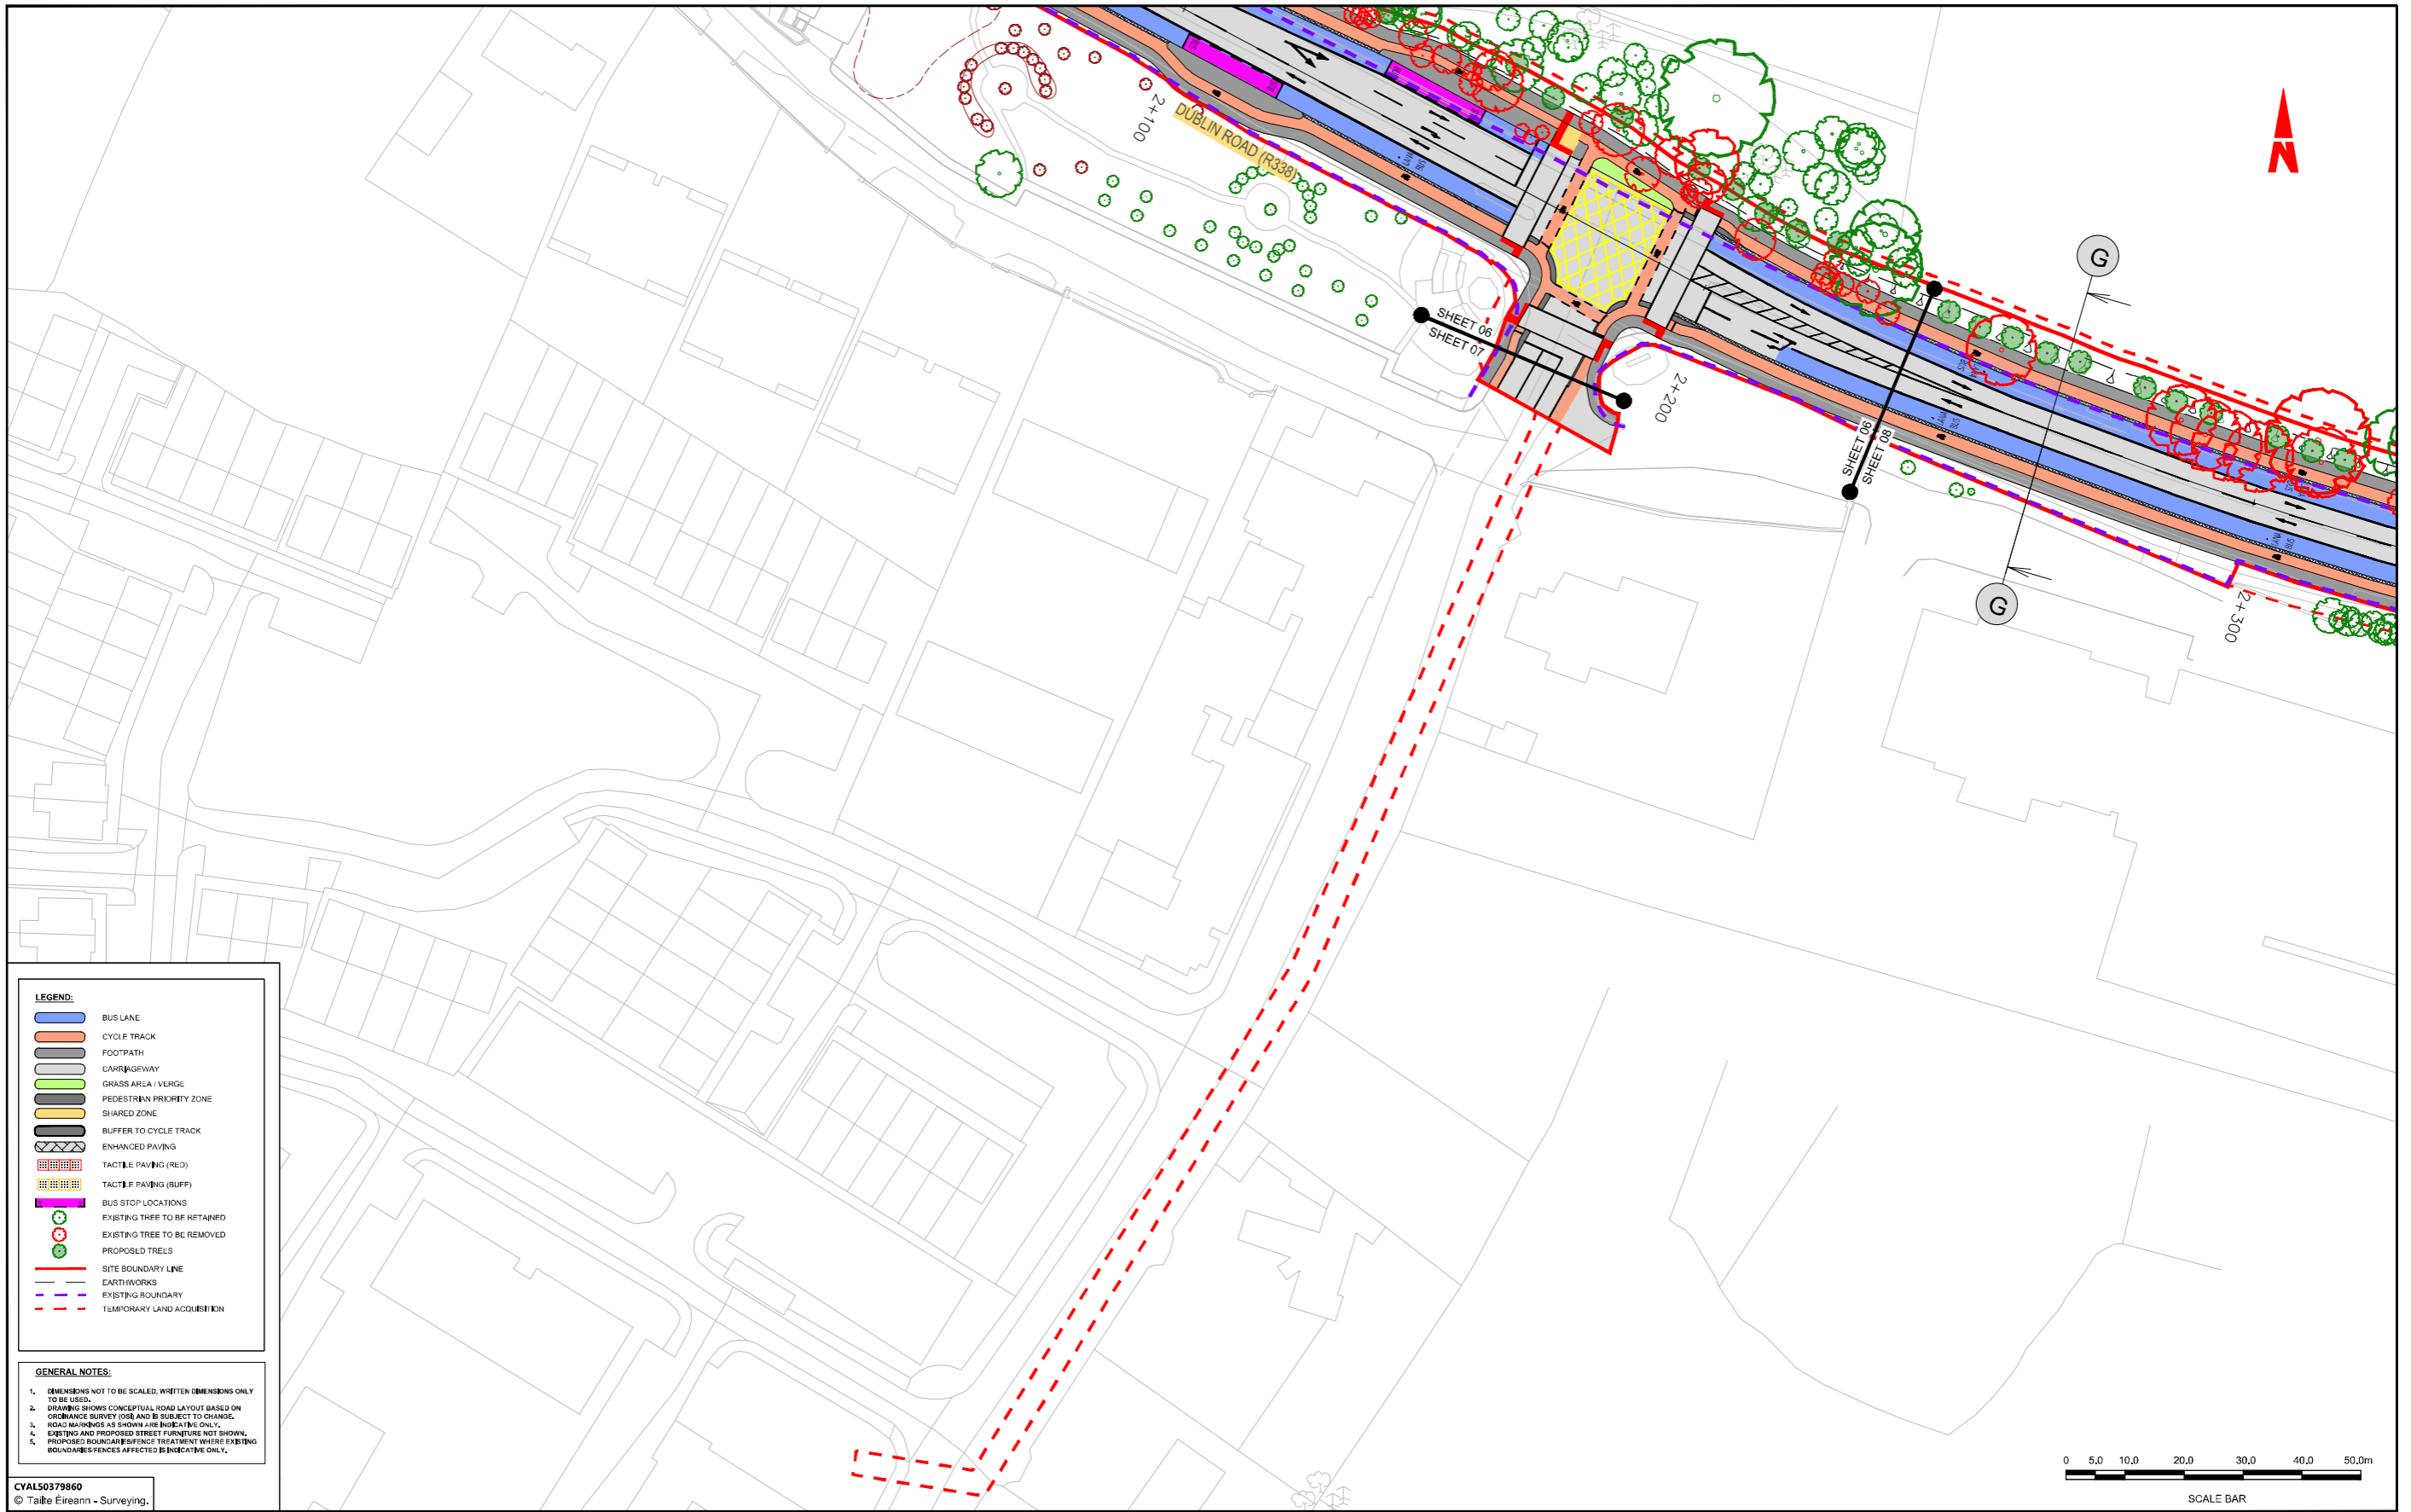 2+100
DUBLIN ROAD (R338)
N
G
SHEET 06
SHEET 07
2+200
SHEET 06
SHEET 08
G
2+300
LEGEND:
BUS LANE
CYCLE TRACK
FOOTPATH
CARRIAGEWAY
GRASS AREA / VERGE
PEDESTRIAN PRIORITY ZONE
SHARED ZONE
BUFFER TO CYCLE TRACK
ENHANCED PAVING
TACTILE PAVING (RED)
TACTILE PAVING (BUFF)
BUS STOP LOCATIONS
EXISTING TREE TO BE RETAINED
EXISTING TREE TO BE REMOVED
PROPOSED TREES
SITE BOUNDARY LINE
EARTHWORKS
EXISTING BOUNDARY
TEMPORARY LAND ACQUISITION
GENERAL NOTES:
1. DIMENSIONS NOT TO BE SCALED, WRITTEN DIMENSIONS ONLY
TO BE USED.
2. DRAWING SHOWS CONCEPTUAL ROAD LAYOUT BASED ON
ORDINANCE SURVEY (OSI) AND IS SUBJECT TO CHANGE.
3. ROAD MARKINGS AS SHOWN ARE INDICATIVE ONLY.
4. EXISTING AND PROPOSED STREET FURNITURE NOT SHOWN.
5. PROPOSED BOUNDARIES/FENCE TREATMENT WHERE EXISTING
BOUNDARIES/FENCES AFFECTED IS INDICATIVE ONLY.
CYAL50379860
© Tailte Éireann - Surveying.
0 5.0 10.0 20.0 30.0 40.0 50.0m
SCALE BAR